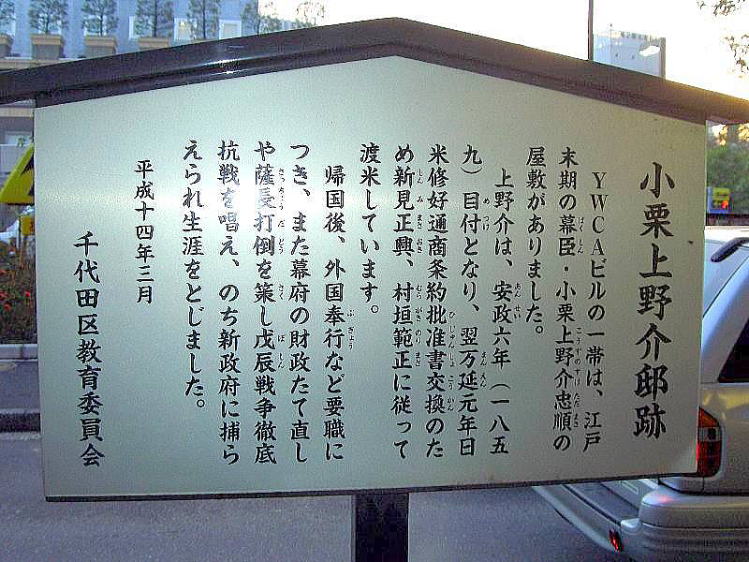 小栗上野介邸跡
YWCAビルの一帯は、江戸
末期の幕臣・小栗上野介忠順の
屋敷がありました。
上野介は、安政六年（一八五
九）目付となり、翌万延元年日
米修好通商条約批准書交換のた
め新見正興、村垣範正に従って
渡米しています。
帰国後、外国奉行など要職に
つき、また幕府の財政たて直し
や薩長打倒を策し戊辰戦争徹底
抗戦を唱え、のち新政府に捕ら
えられ生涯をとじました。
平成十四年三月
千代田区教育委員会